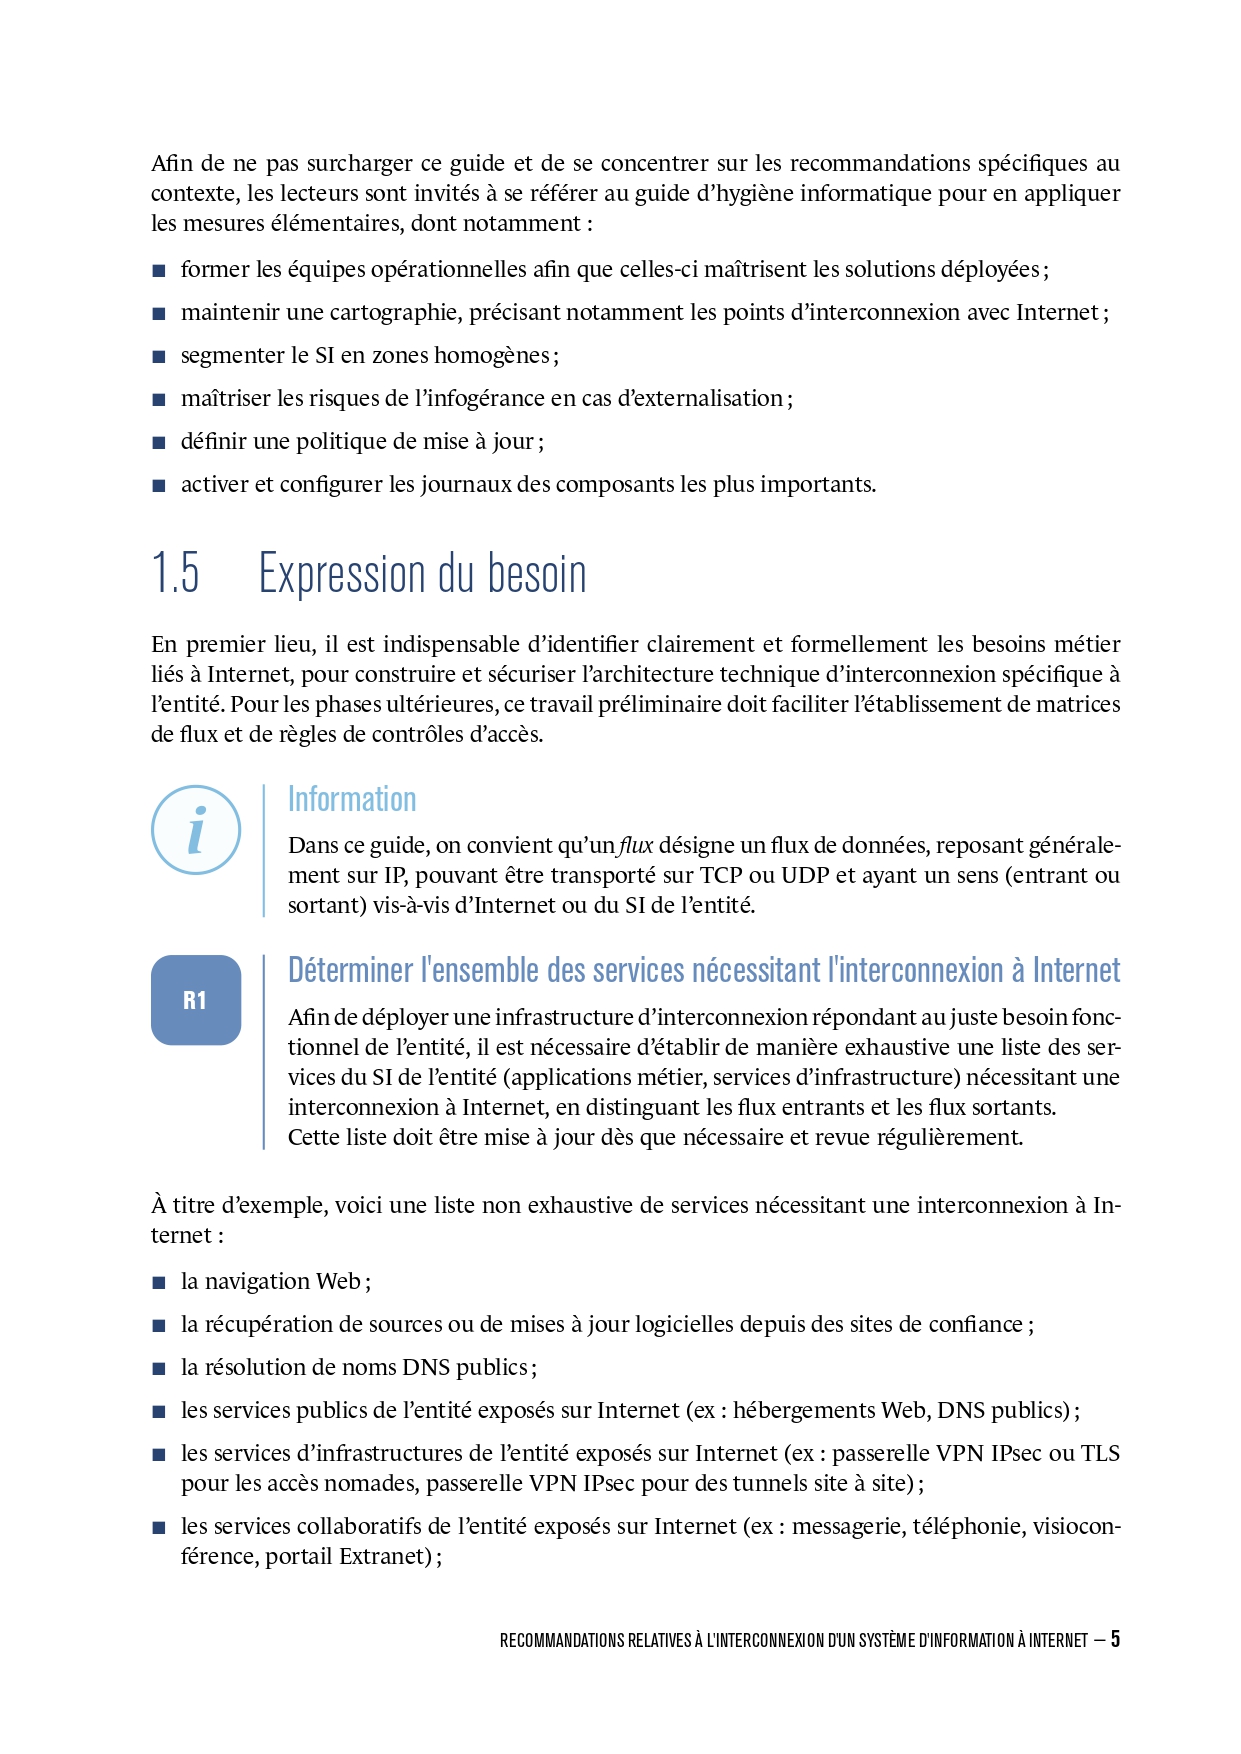 Afin de ne pas surcharger ce guide et de se concentrer sur les recommandations spécifiques au
contexte, les lecteurs sont invités à se référer au guide d’hygiène informatique pour en appliquer
les mesures élémentaires, dont notamment :
■ former les équipes opérationnelles afin que celles-ci maîtrisent les solutions déployées ;
■ maintenir une cartographie, précisant notamment les points d’interconnexion avec Internet ;
■ segmenter le SI en zones homogènes ;
■ maîtriser les risques de l’infogérance en cas d’externalisation ;
■ définir une politique de mise à jour ;
■ activer et configurer les journaux des composants les plus importants.
1.5 Expression du besoin
En premier lieu, il est indispensable d’identifier clairement et formellement les besoins métier
liés à Internet, pour construire et sécuriser l’architecture technique d’interconnexion spécifique à
l’entité. Pour les phases ultérieures, ce travail préliminaire doit faciliter l’établissement de matrices
de flux et de règles de contrôles d’accès.
i
Information
Dans ce guide, on convient qu’un flux désigne un flux de données, reposant générale-
ment sur IP, pouvant être transporté sur TCP ou UDP et ayant un sens (entrant ou
sortant) vis-à-vis d’Internet ou du SI de l’entité.
R1
Déterminer l'ensemble des services nécessitant l'interconnexion à Internet
Afin de déployer une infrastructure d’interconnexion répondant au juste besoin fonc-
tionnel de l’entité, il est nécessaire d’établir de manière exhaustive une liste des ser-
vices du SI de l’entité (applications métier, services d’infrastructure) nécessitant une
interconnexion à Internet, en distinguant les flux entrants et les flux sortants.
Cette liste doit être mise à jour dès que nécessaire et revue régulièrement.
À titre d’exemple, voici une liste non exhaustive de services nécessitant une interconnexion à In-
ternet :
■ la navigation Web ;
■ la récupération de sources ou de mises à jour logicielles depuis des sites de confiance ;
■ la résolution de noms DNS publics ;
■ les services publics de l’entité exposés sur Internet (ex : hébergements Web, DNS publics) ;
■ les services d’infrastructures de l’entité exposés sur Internet (ex : passerelle VPN IPsec ou TLS
pour les accès nomades, passerelle VPN IPsec pour des tunnels site à site) ;
■ les services collaboratifs de l’entité exposés sur Internet (ex : messagerie, téléphonie, visiocon-
férence, portail Extranet) ;
RECOMMANDATIONS RELATIVES À L'INTERCONNEXION D'UN SYSTÈME D'INFORMATION À INTERNET – 5